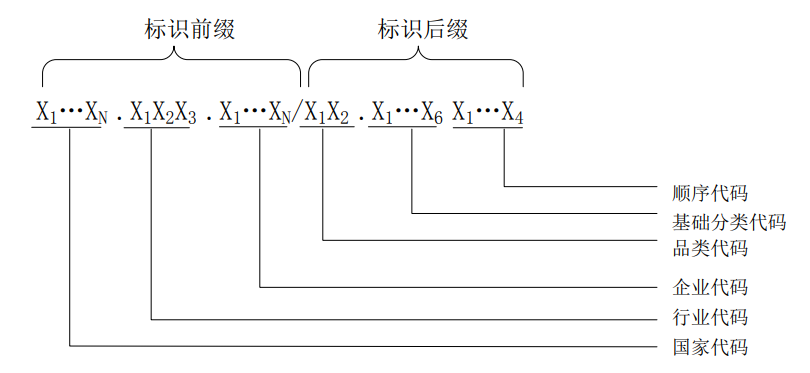 标识前缀 标识后缀
X₁…X_N.X₁X₂X₃.X₁…X_N/X₁X₂.X₁…X₆ X₁…X₄
顺序代码
基础分类代码
品类代码
企业代码
行业代码
国家代码